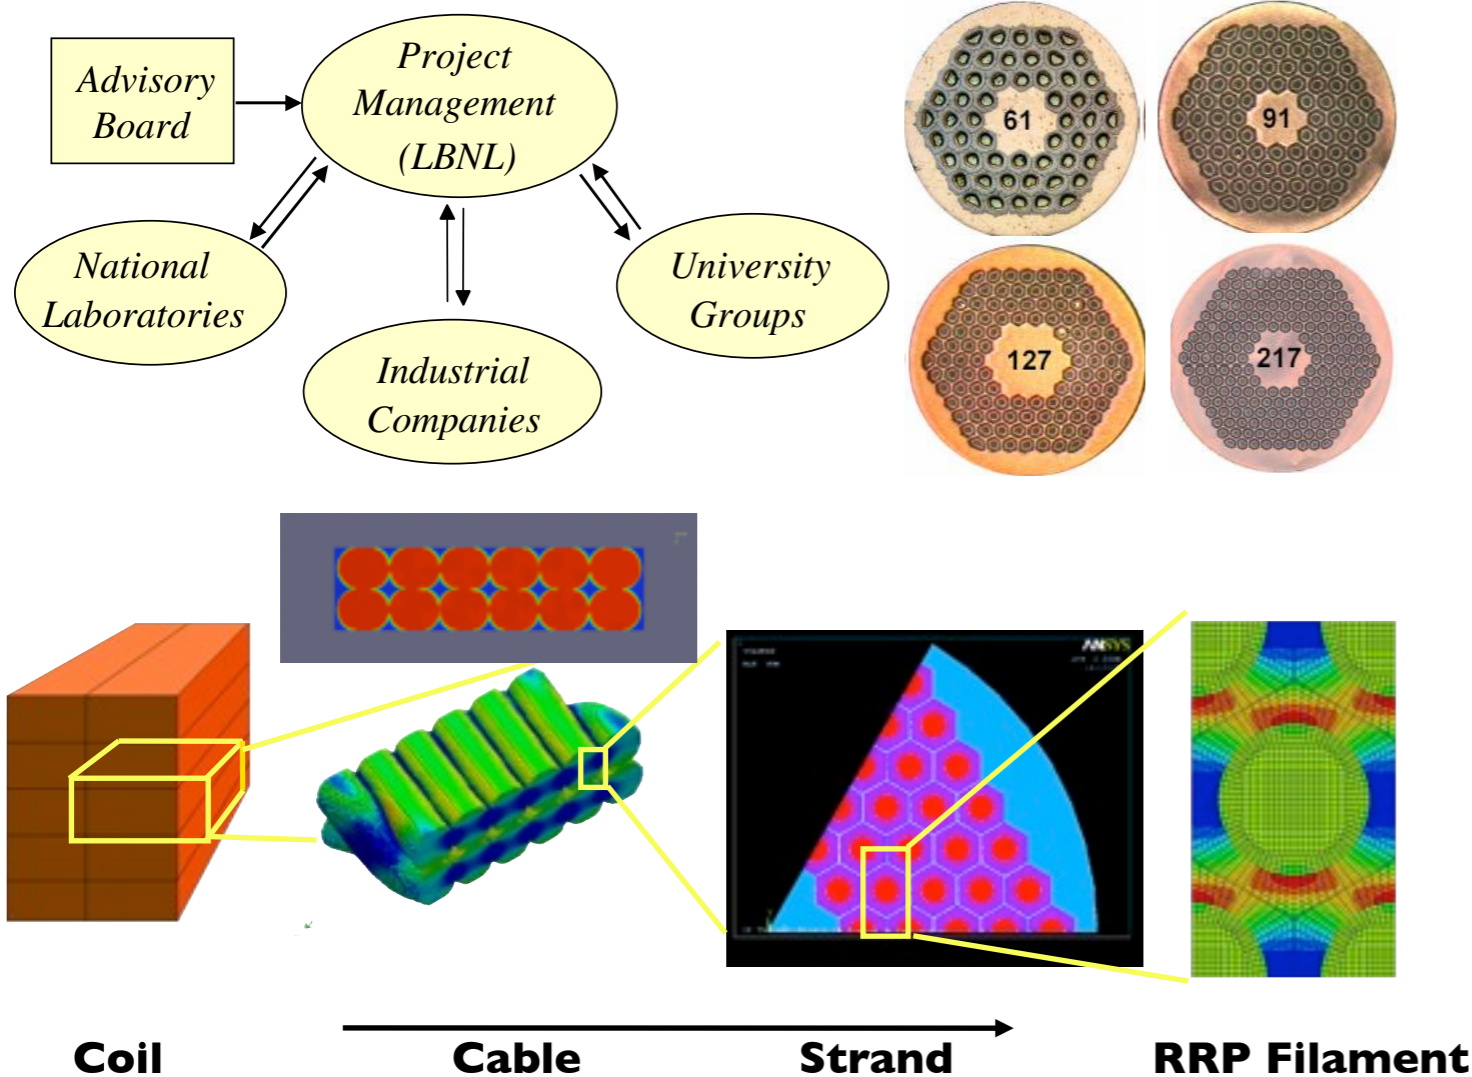 Advisory
Board
Project
Management
(LBNL)
National
Laboratories
Industrial
Companies
University
Groups
61
91
127
217
ANSYS
Coil
Cable
Strand
RRP Filament